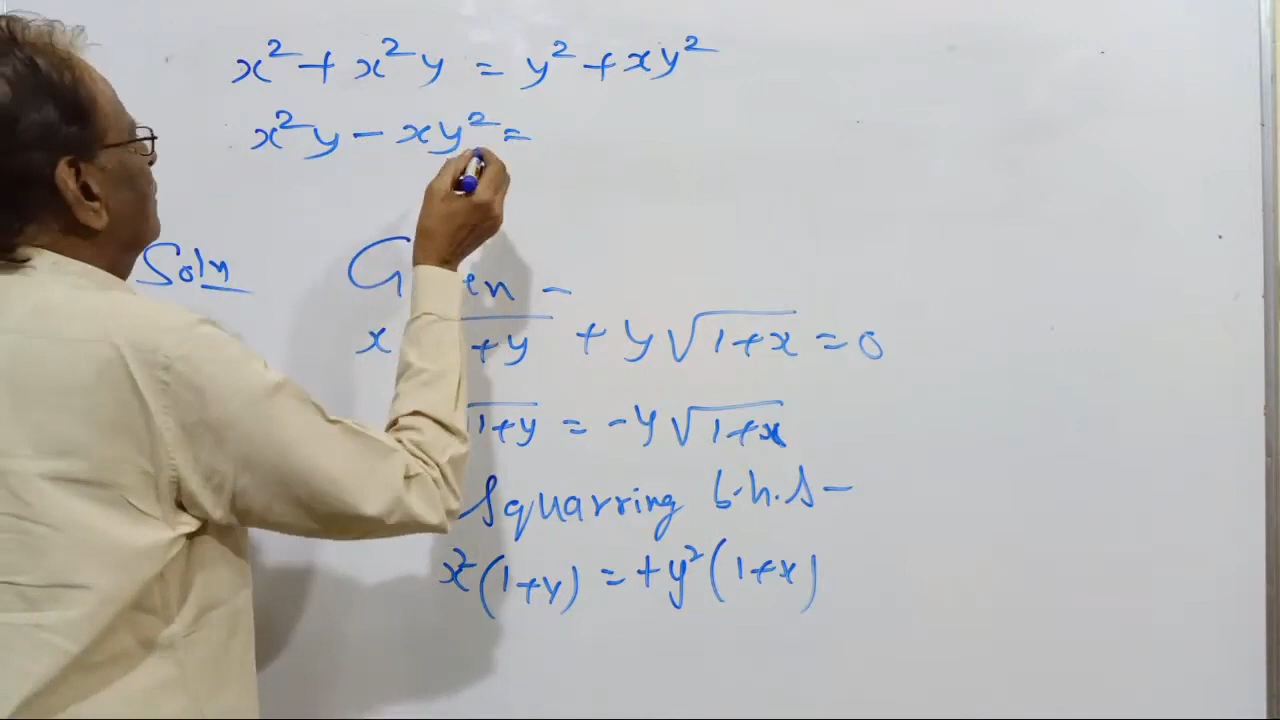 x² + x²y = y² + xy²
x²y - xy² =
Soln
en -
x +y + y√1+x = 0
1+y = -y√1+x
Squarring b.h.s -
x²(1+y) = +y²(1+x)